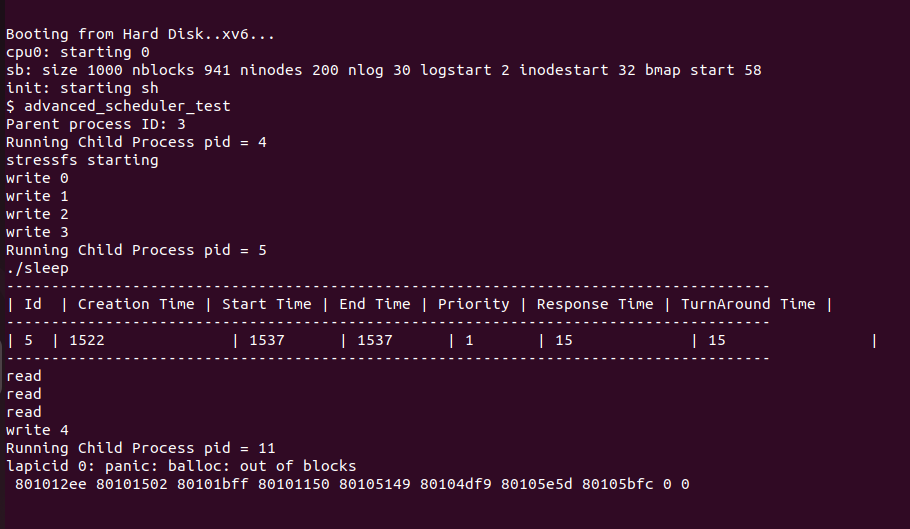 Booting from Hard Disk..xv6...
cpu0: starting 0
sb: size 1000 nblocks 941 ninodes 200 nlog 30 logstart 2 inodestart 32 bmap start 58
init: starting sh
$ advanced_scheduler_test
Parent process ID: 3
Running Child Process pid = 4
stressfs starting
write 0
write 1
write 2
write 3
Running Child Process pid = 5
./sleep
-------------------------------------------------------------------------------------
| Id  | Creation Time | Start Time | End Time | Priority | Response Time | TurnAround Time |
-------------------------------------------------------------------------------------
| 5  | 1522              | 1537      | 1537      | 1       | 15             | 15                |
-------------------------------------------------------------------------------------
read
read
read
write 4
Running Child Process pid = 11
lapicid 0: panic: balloc: out of blocks
 801012ee 80101502 80101bff 80101150 80105149 80104df9 80105e5d 80105bfc 0 0